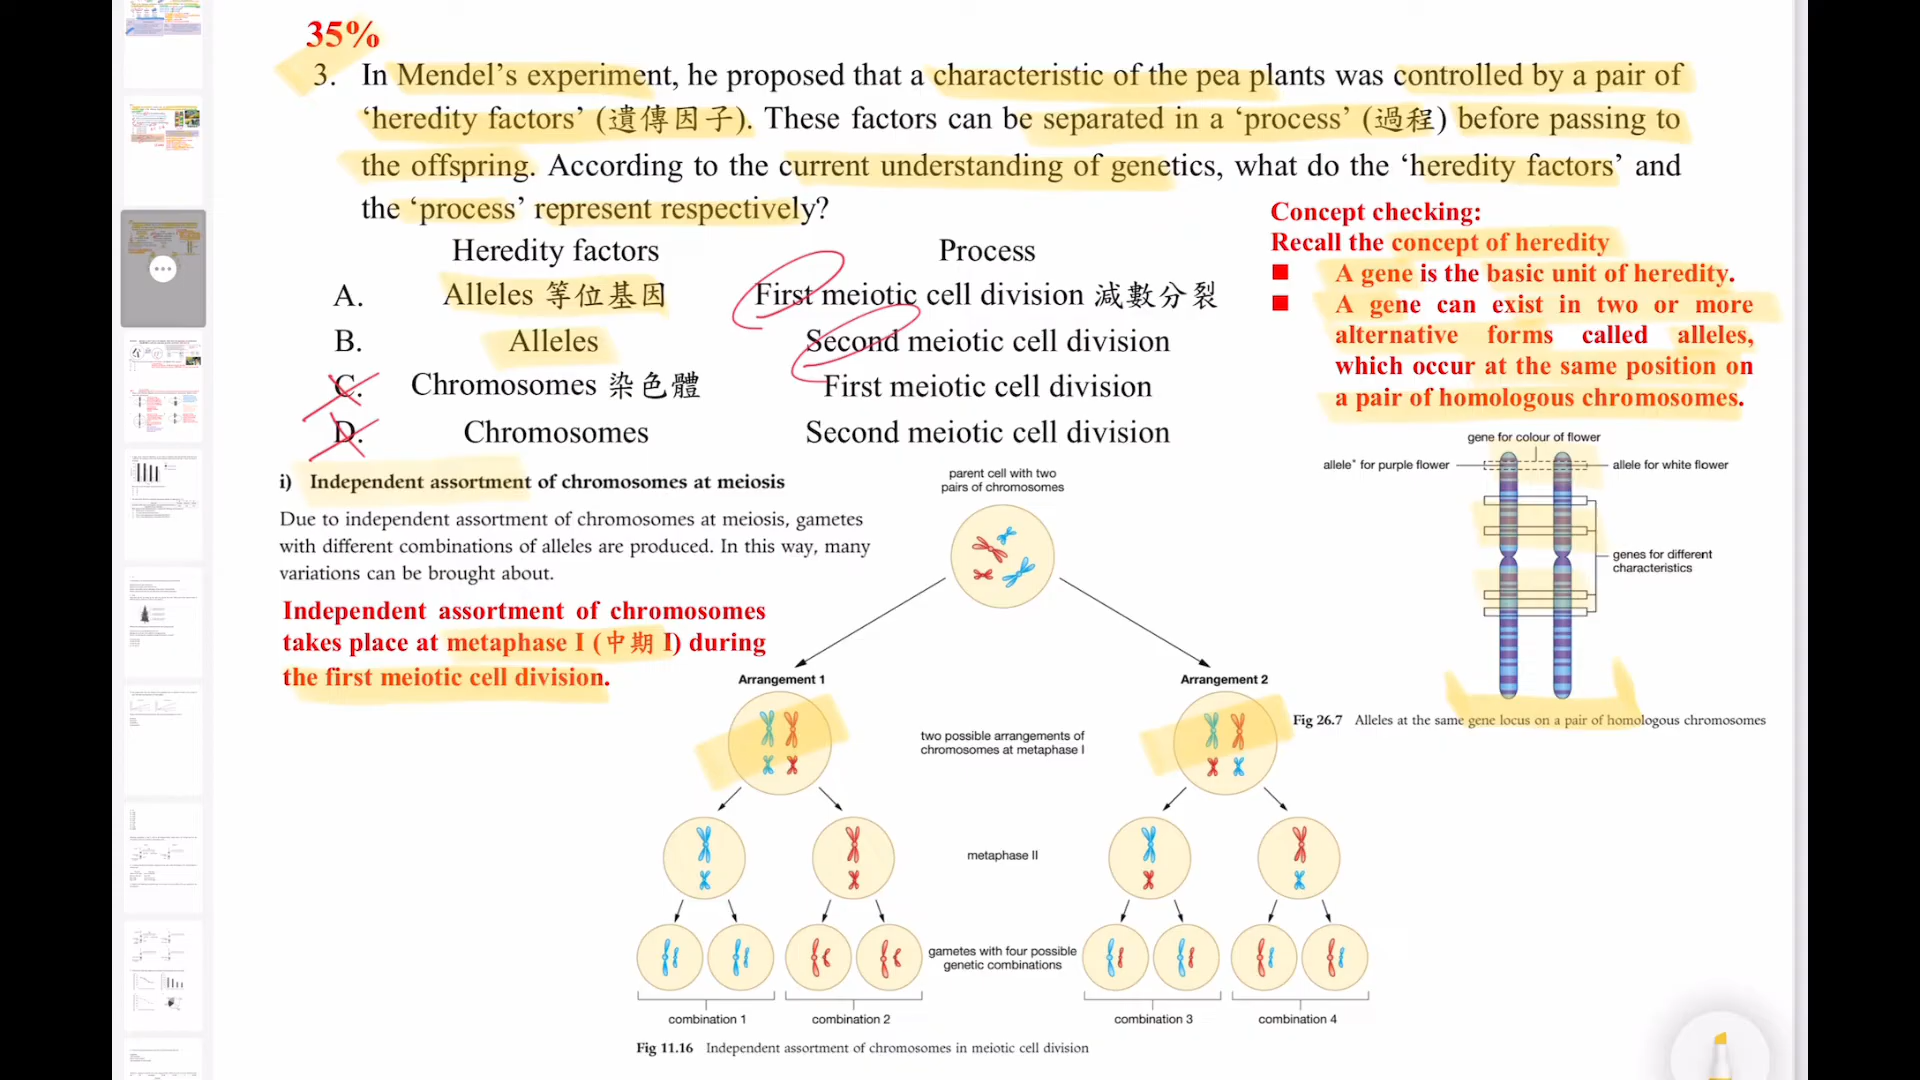 35%
3. In Mendel's experiment, he proposed that a characteristic of the pea plants was controlled by a pair of
'heredity factors' (遺傳因子). These factors can be separated in a 'process' (過程) before passing to
the offspring. According to the current understanding of genetics, what do the 'heredity factors' and
the 'process' represent respectively?
Heredity factors Process
A. Alleles 等位基因 First meiotic cell division 減數分裂
B. Alleles Second meiotic cell division
C. Chromosomes 染色體 First meiotic cell division
D. Chromosomes Second meiotic cell division
Concept checking:
Recall the concept of heredity
■ A gene is the basic unit of heredity.
■ A gene can exist in two or more
alternative forms called alleles,
which occur at the same position on
a pair of homologous chromosomes.
gene for colour of flower
allele* for purple flower
allele for white flower
genes for different
characteristics
Fig 26.7 Alleles at the same gene locus on a pair of homologous chromosomes
i) Independent assortment of chromosomes at meiosis
Due to independent assortment of chromosomes at meiosis, gametes
with different combinations of alleles are produced. In this way, many
variations can be brought about.
Independent assortment of chromosomes
takes place at metaphase I (中期 I) during
the first meiotic cell division.
parent cell with two
pairs of chromosomes
Arrangement 1
Arrangement 2
two possible arrangements of
chromosomes at metaphase I
metaphase II
gametes with four possible
genetic combinations
combination 1
combination 2
combination 3
combination 4
Fig 11.16 Independent assortment of chromosomes in meiotic cell division